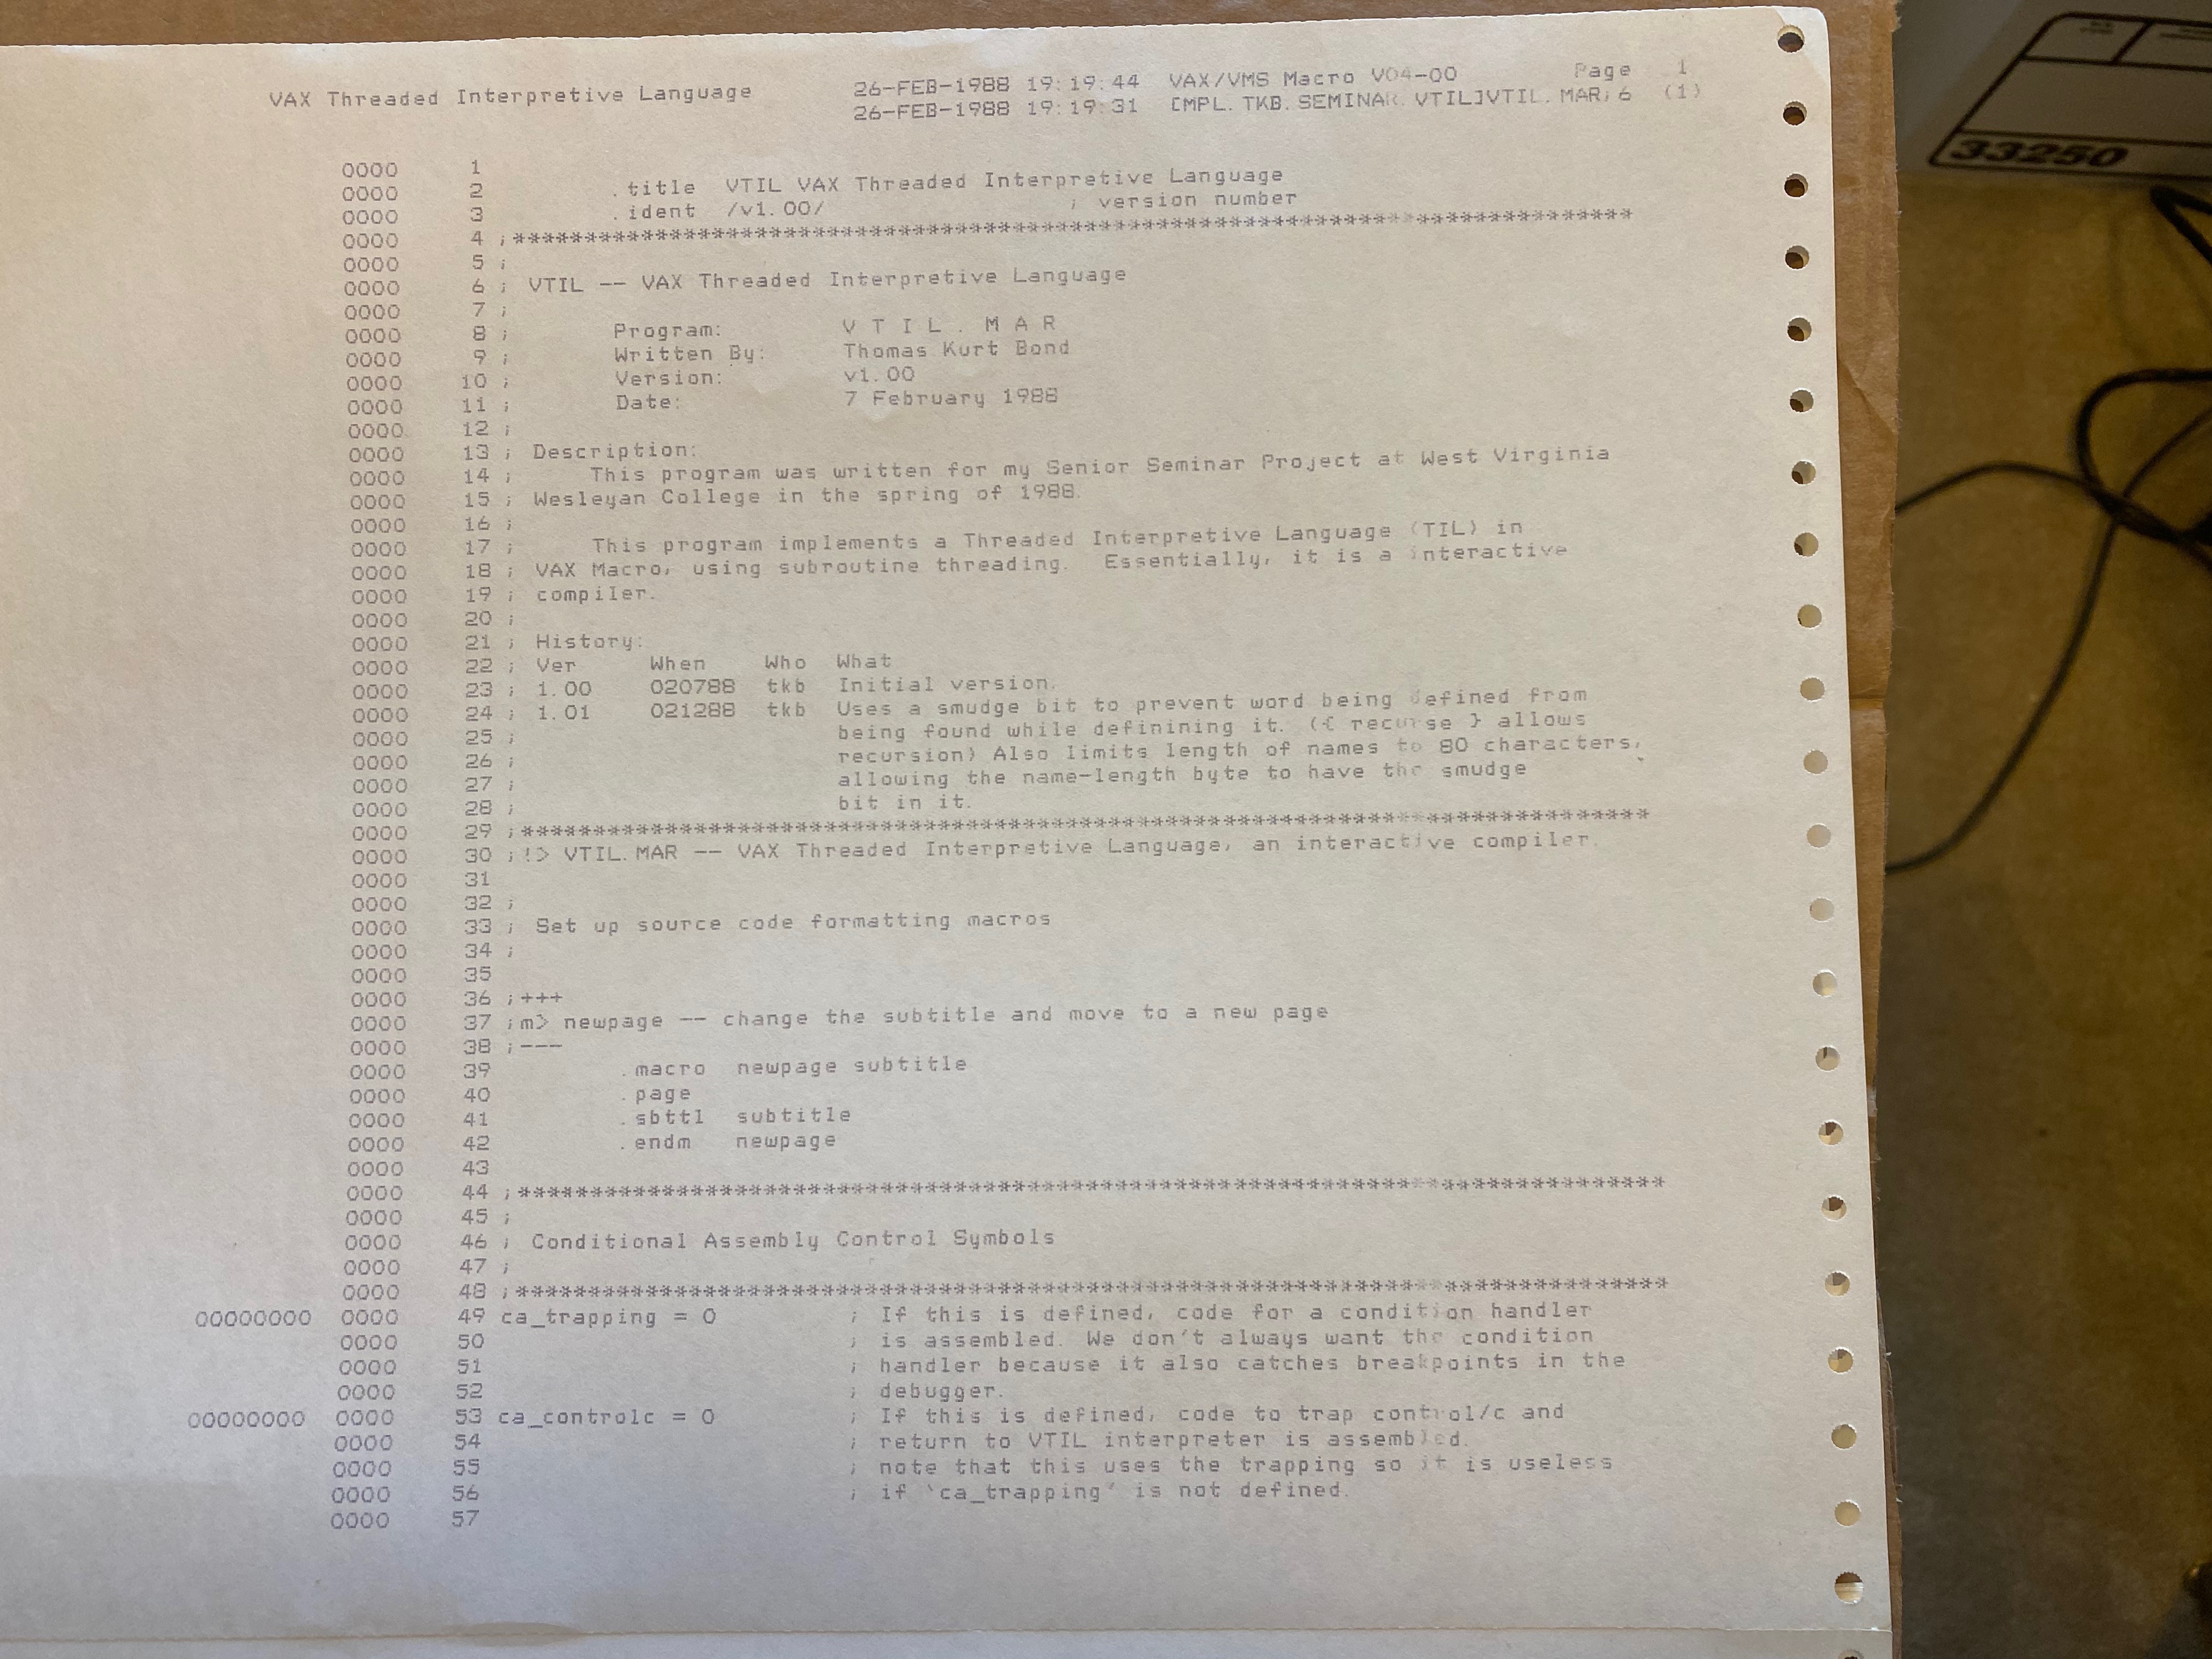 VAX Threaded Interpretive Language 26-FEB-1988 19:19:44 VAX/VMS Macro V04-00 Page 1
26-FEB-1988 19:19:31 [MPL.TKB.SEMINAR.VTIL]VTIL.MAR;6 (1)
33250
0000 1
0000 2 .title VTIL VAX Threaded Interpretive Language
0000 3 .ident /v1.00/ ; version number
0000 4 ;*******************************************************************************
0000 5 ;
0000 6 ; VTIL -- VAX Threaded Interpretive Language
0000 7 ;
0000 8 ; Program: V T I L . M A R
0000 9 ; Written By: Thomas Kurt Bond
0000 10 ; Version: v1.00
0000 11 ; Date: 7 February 1988
0000 12 ;
0000 13 ; Description:
0000 14 ; This program was written for my Senior Seminar Project at West Virginia
0000 15 ; Wesleyan College in the spring of 1988.
0000 16 ;
0000 17 ; This program implements a Threaded Interpretive Language (TIL) in
0000 18 ; VAX Macro, using subroutine threading. Essentially, it is a interactive
0000 19 ; compiler.
0000 20 ;
0000 21 ; History:
0000 22 ; Ver When Who What
0000 23 ; 1.00 020788 tkb Initial version.
0000 24 ; 1.01 021288 tkb Uses a smudge bit to prevent word being defined from
0000 25 ; being found while definining it. ({ recurse } allows
0000 26 ; recursion) Also limits length of names to 80 characters,
0000 27 ; allowing the name-length byte to have the smudge
0000 28 ; bit in it.
0000 29 ;*******************************************************************************
0000 30 ;!> VTIL.MAR -- VAX Threaded Interpretive Language, an interactive compiler.
0000 31
0000 32 ;
0000 33 ; Set up source code formatting macros
0000 34 ;
0000 35
0000 36 ;+++
0000 37 ;m> newpage -- change the subtitle and move to a new page
0000 38 ;---
0000 39 .macro newpage subtitle
0000 40 .page
0000 41 .sbttl subtitle
0000 42 .endm newpage
0000 43
0000 44 ;********************************************************************************
0000 45 ;
0000 46 ; Conditional Assembly Control Symbols
0000 47 ;
0000 48 ;********************************************************************************
00000000 0000 49 ca_trapping = 0 ; If this is defined, code for a condition handler
0000 50 ; is assembled. We don't always want the condition
0000 51 ; handler because it also catches breakpoints in the
0000 52 ; debugger.
00000000 0000 53 ca_controlc = 0 ; If this is defined, code to trap control/c and
0000 54 ; return to VTIL interpreter is assembled.
0000 55 ; note that this uses the trapping so it is useless
0000 56 ; if `ca_trapping' is not defined.
0000 57